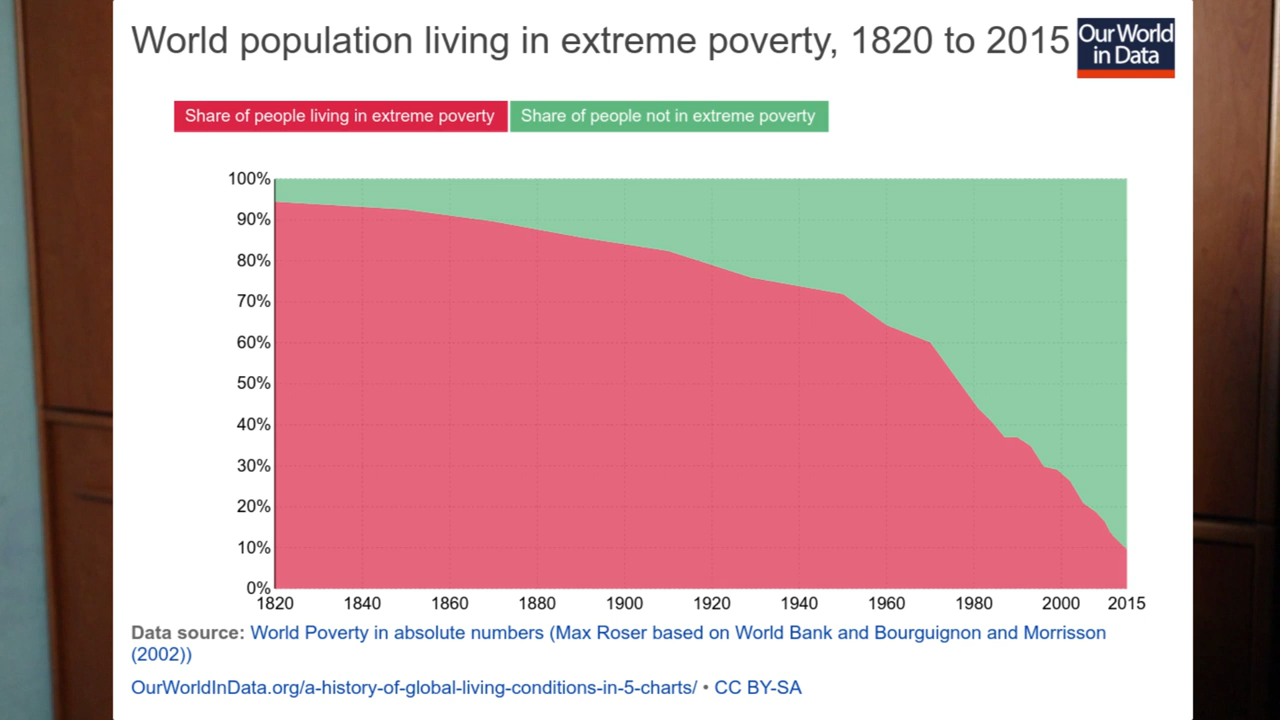 World population living in extreme poverty, 1820 to 2015
Our World
in Data
Share of people living in extreme poverty
Share of people not in extreme poverty
100%
90%
80%
70%
60%
50%
40%
30%
20%
10%
0%
1820 1840 1860 1880 1900 1920 1940 1960 1980 2000 2015
Data source: World Poverty in absolute numbers (Max Roser based on World Bank and Bourguignon and Morrisson
(2002))
OurWorldInData.org/a-history-of-global-living-conditions-in-5-charts/ • CC BY-SA